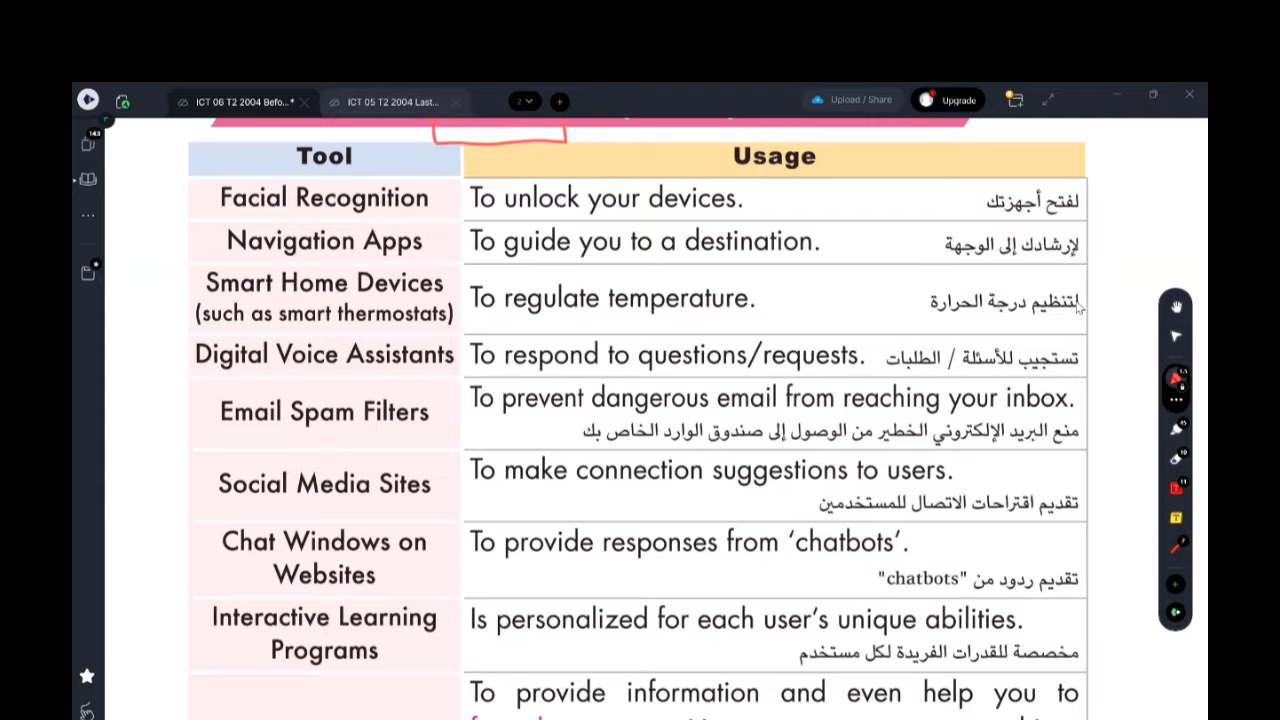 ICT 06 T2 2004 Befo...*
ICT 05 T2 2004 Last...
2
Upload / Share
Upgrade
143
Tool
Usage
Facial Recognition
To unlock your devices.
لفتح أجهزتك
Navigation Apps
To guide you to a destination.
لإرشادك إلى الوجهة
Smart Home Devices
(such as smart thermostats)
To regulate temperature.
لتنظيم درجة الحرارة
Digital Voice Assistants
To respond to questions/requests.
تستجيب للأسئلة / الطلبات
Email Spam Filters
To prevent dangerous email from reaching your inbox.
منع البريد الإلكتروني الخطير من الوصول إلى صندوق الوارد الخاص بك
Social Media Sites
To make connection suggestions to users.
تقديم اقتراحات الاتصال للمستخدمين
Chat Windows on
Websites
To provide responses from ‘chatbots’.
تقديم ردود من "chatbots"
Interactive Learning
Programs
Is personalized for each user’s unique abilities.
مخصصة للقدرات الفريدة لكل مستخدم
To provide information and even help you to